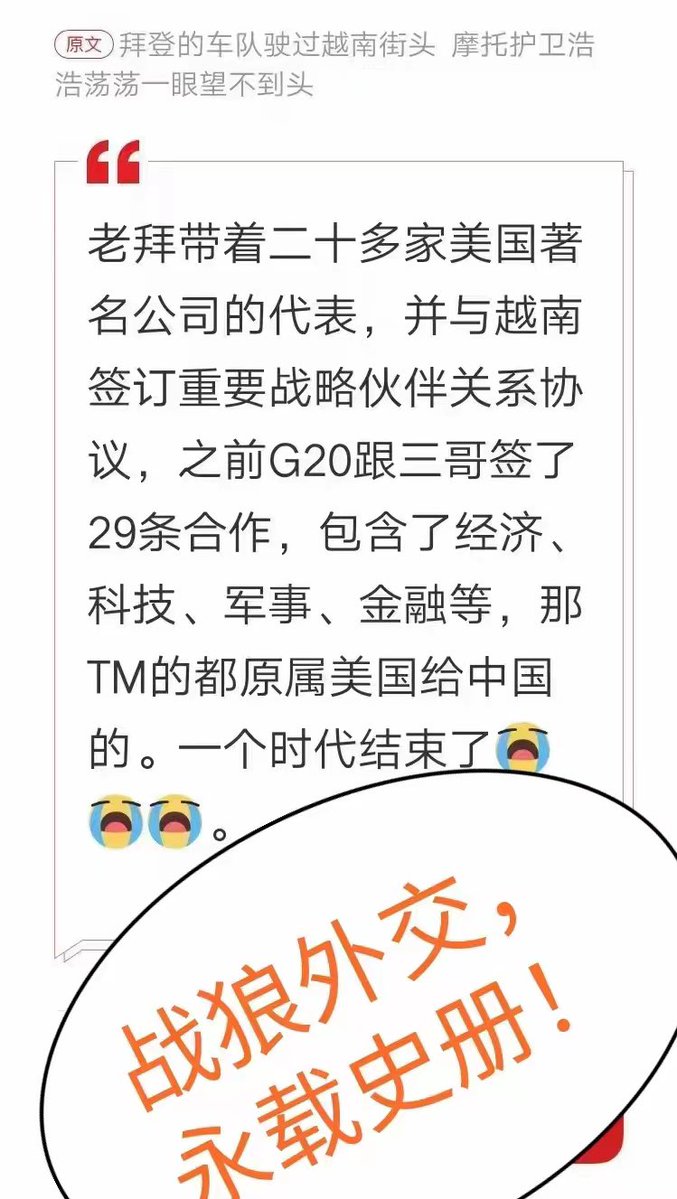 原文 拜登的车队驶过越南街头 摩托护卫浩
浩荡荡一眼望不到头
老拜带着二十多家美国著
名公司的代表，并与越南
签订重要战略伙伴关系协
议，之前G20跟三哥签了
29条合作，包含了经济、
科技、军事、金融等，那
TM的都原属美国给中国
的。一个时代结束了😭
😭😭。
战狼外交，
永载史册！